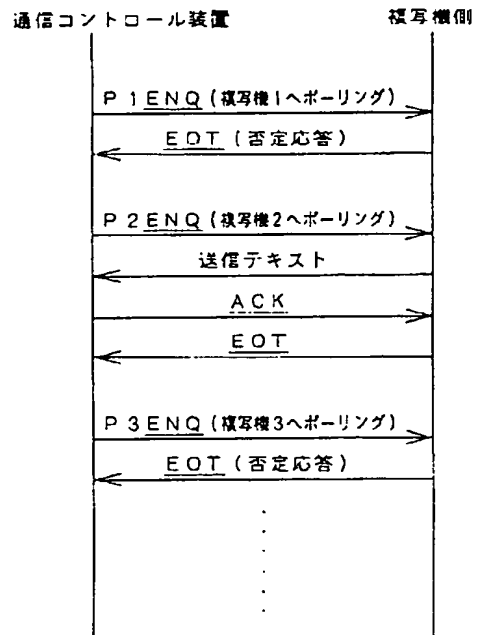 通信コントロール装置 複写機側
P1ENQ(複写機1へポーリング)
EOT(否定応答)
P2ENQ(複写機2へポーリング)
送信テキスト
ACK
EOT
P3ENQ(複写機3へポーリング)
EOT(否定応答)